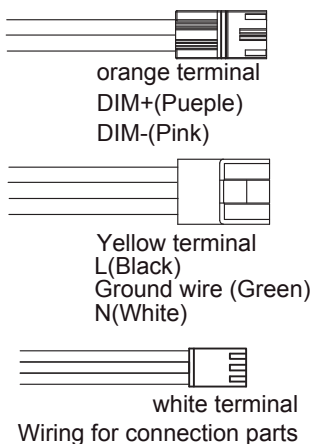 orange terminal
DIM+(Pueple)
DIM-(Pink)
Yellow terminal
L(Black)
Ground wire (Green)
N(White)
white terminal
Wiring for connection parts